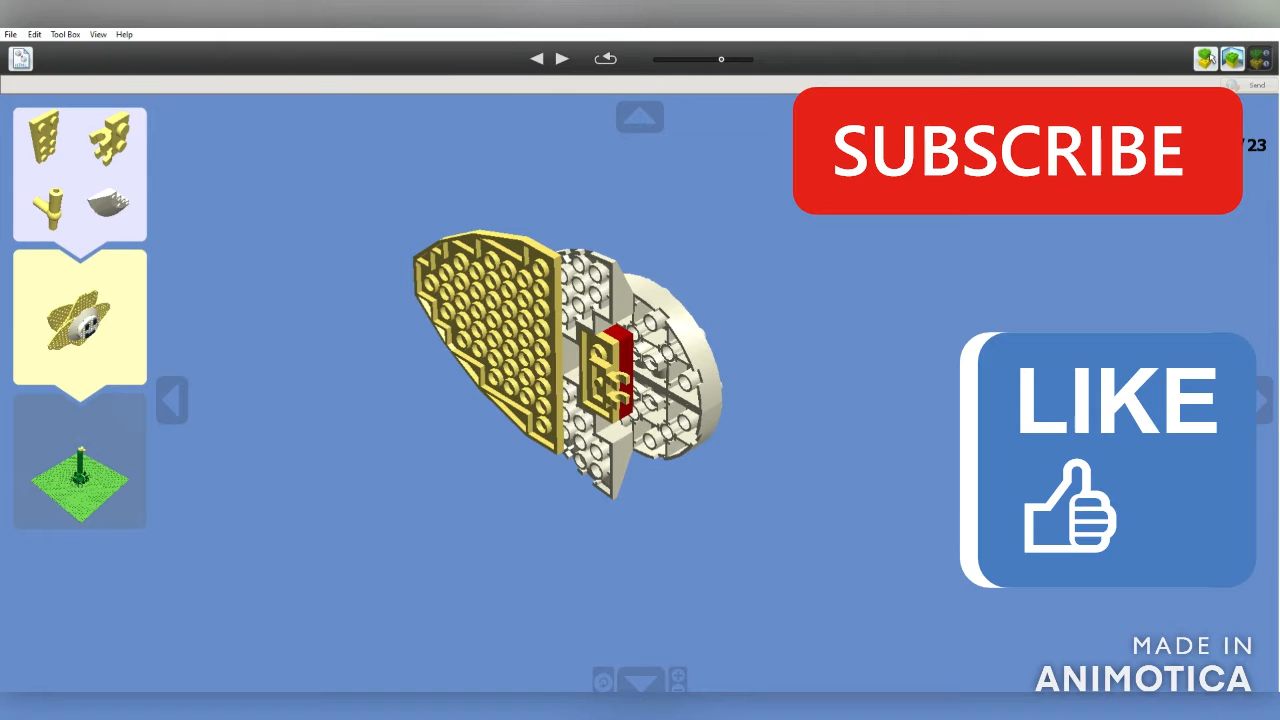 File Edit Tool Box View Help
Send
SUBSCRIBE
/23
LIKE
MADE IN
ANIMOTICA